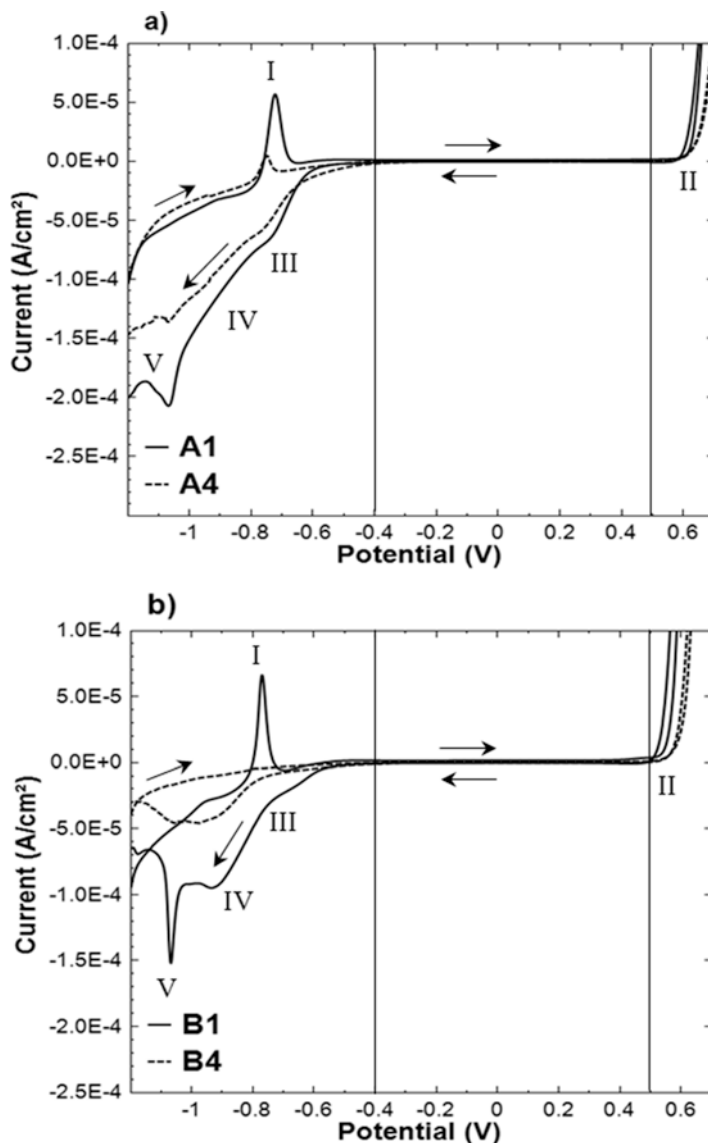 a)
1.0E-4
5.0E-5
0.0E+0
-5.0E-5
-1.0E-4
-1.5E-4
-2.0E-4
-2.5E-4
Current (A/cm²)
I
II
III
IV
V
A1
A4
-1 -0.8 -0.6 -0.4 -0.2 0 0.2 0.4 0.6
Potential (V)
b)
1.0E-4
5.0E-5
0.0E+0
-5.0E-5
-1.0E-4
-1.5E-4
-2.0E-4
-2.5E-4
Current (A/cm²)
I
II
III
IV
V
B1
B4
-1 -0.8 -0.6 -0.4 -0.2 0 0.2 0.4 0.6
Potential (V)